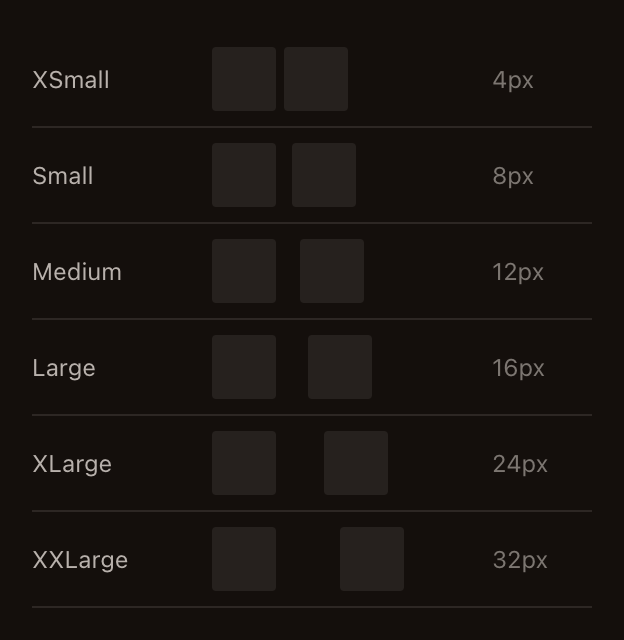 XSmall 4px
Small 8px
Medium 12px
Large 16px
XLarge 24px
XXLarge 32px